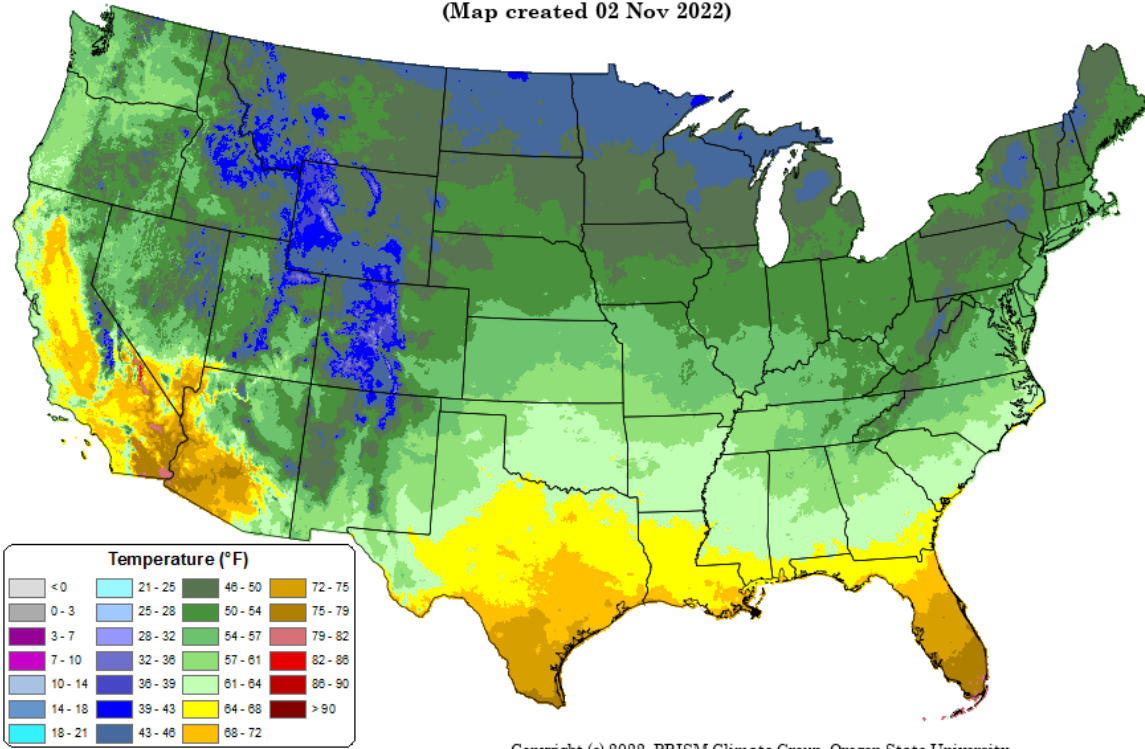 (Map created 02 Nov 2022)
Temperature (°F)
< 0
0 - 3
3 - 7
7 - 10
10 - 14
14 - 18
18 - 21
21 - 25
25 - 28
28 - 32
32 - 36
36 - 39
39 - 43
43 - 46
46 - 50
50 - 54
54 - 57
57 - 61
61 - 64
64 - 68
68 - 72
72 - 75
75 - 79
79 - 82
82 - 86
86 - 90
> 90
Copyright (c) 2022, PRISM Climate Group, Oregon State University